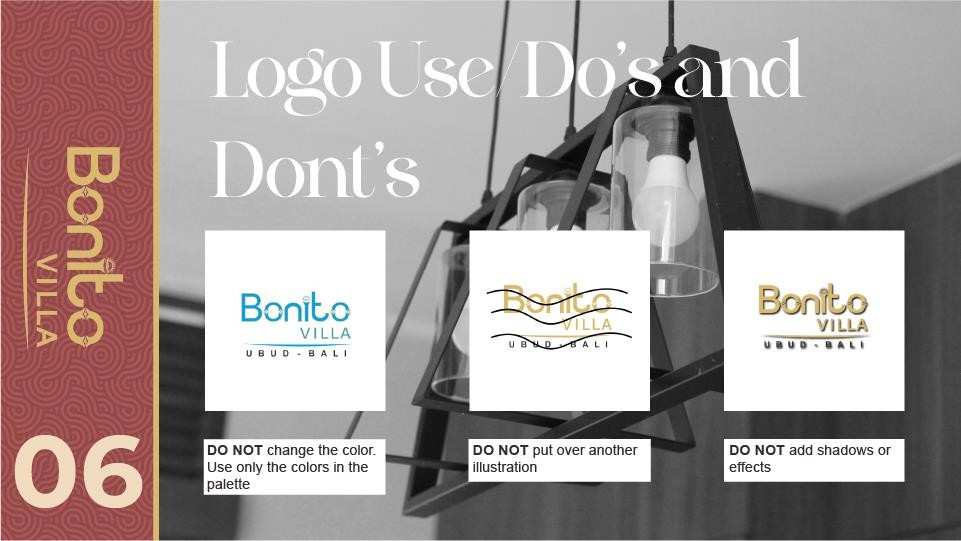 Logo Use/Do's and
Dont's
Bonito
VILLA
06
Bonito
VILLA
UBUD - BALI
DO NOT change the color.
Use only the colors in the
palette
Bonito
VILLA
UBUD - BALI
DO NOT put over another
illustration
Bonito
VILLA
UBUD - BALI
DO NOT add shadows or
effects